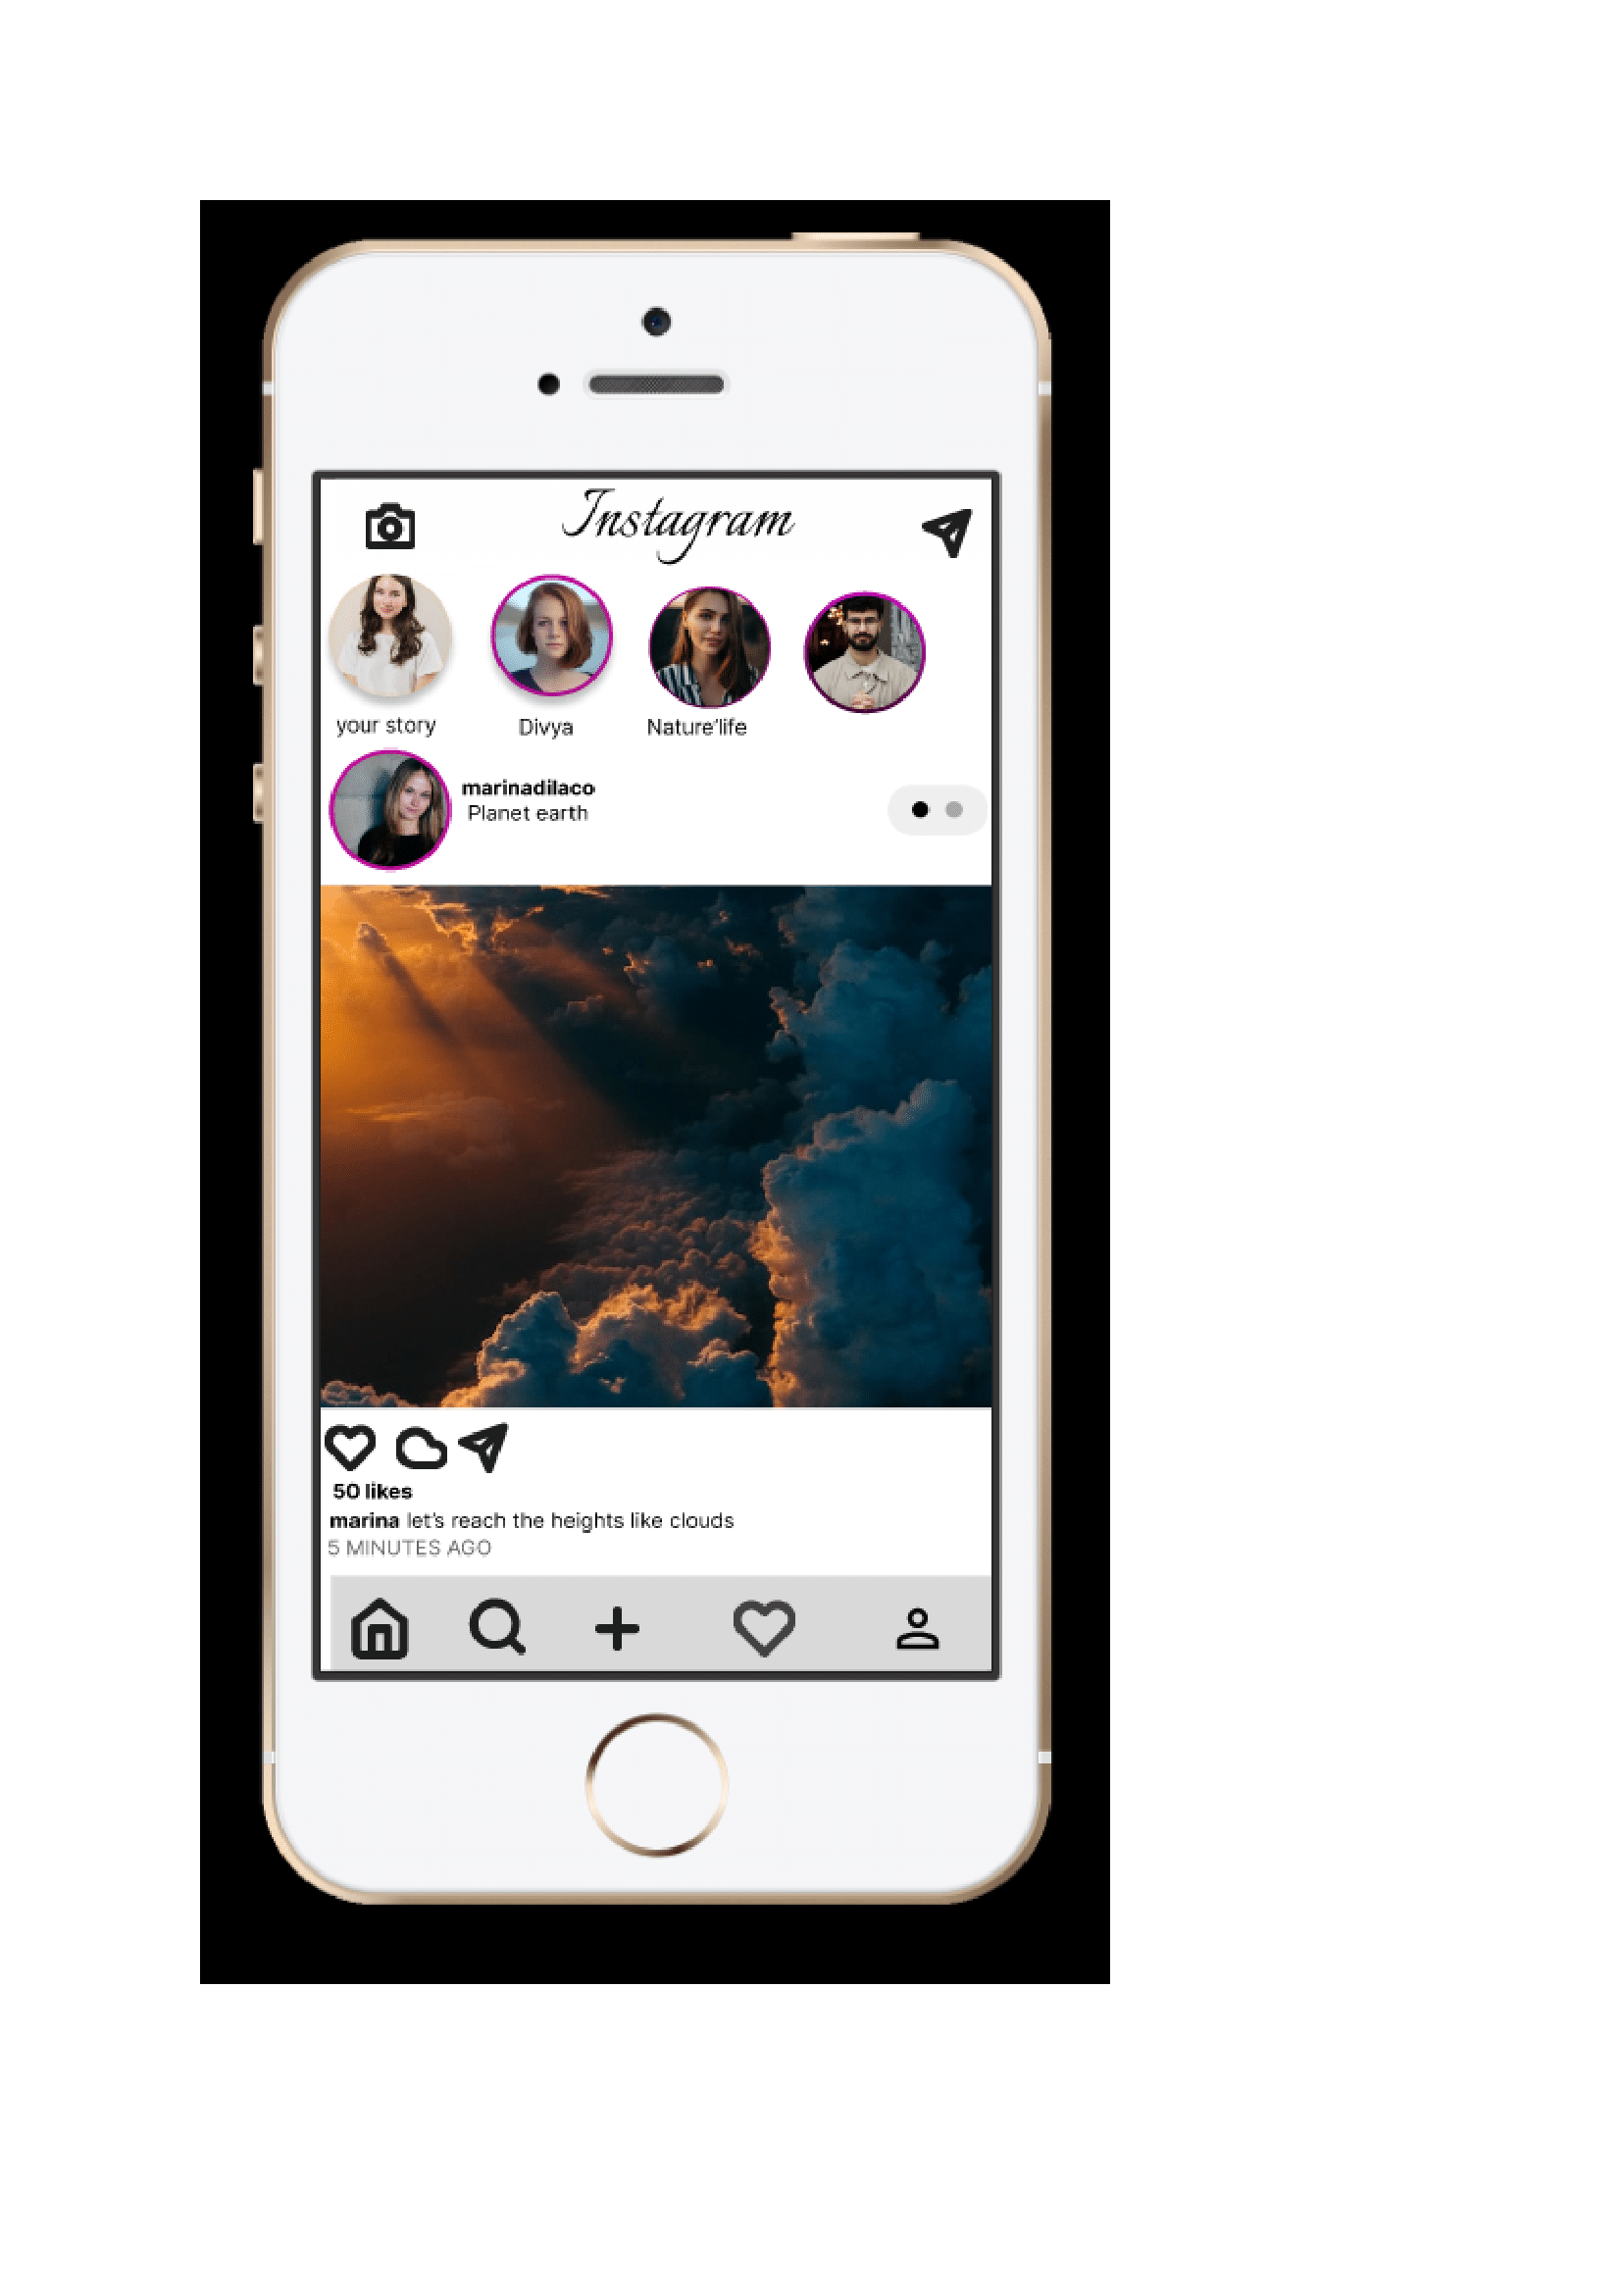 Instagram
your story
Divya
Nature'life
marinadilaco
Planet earth
50 likes
marina let's reach the heights like clouds
5 MINUTES AGO